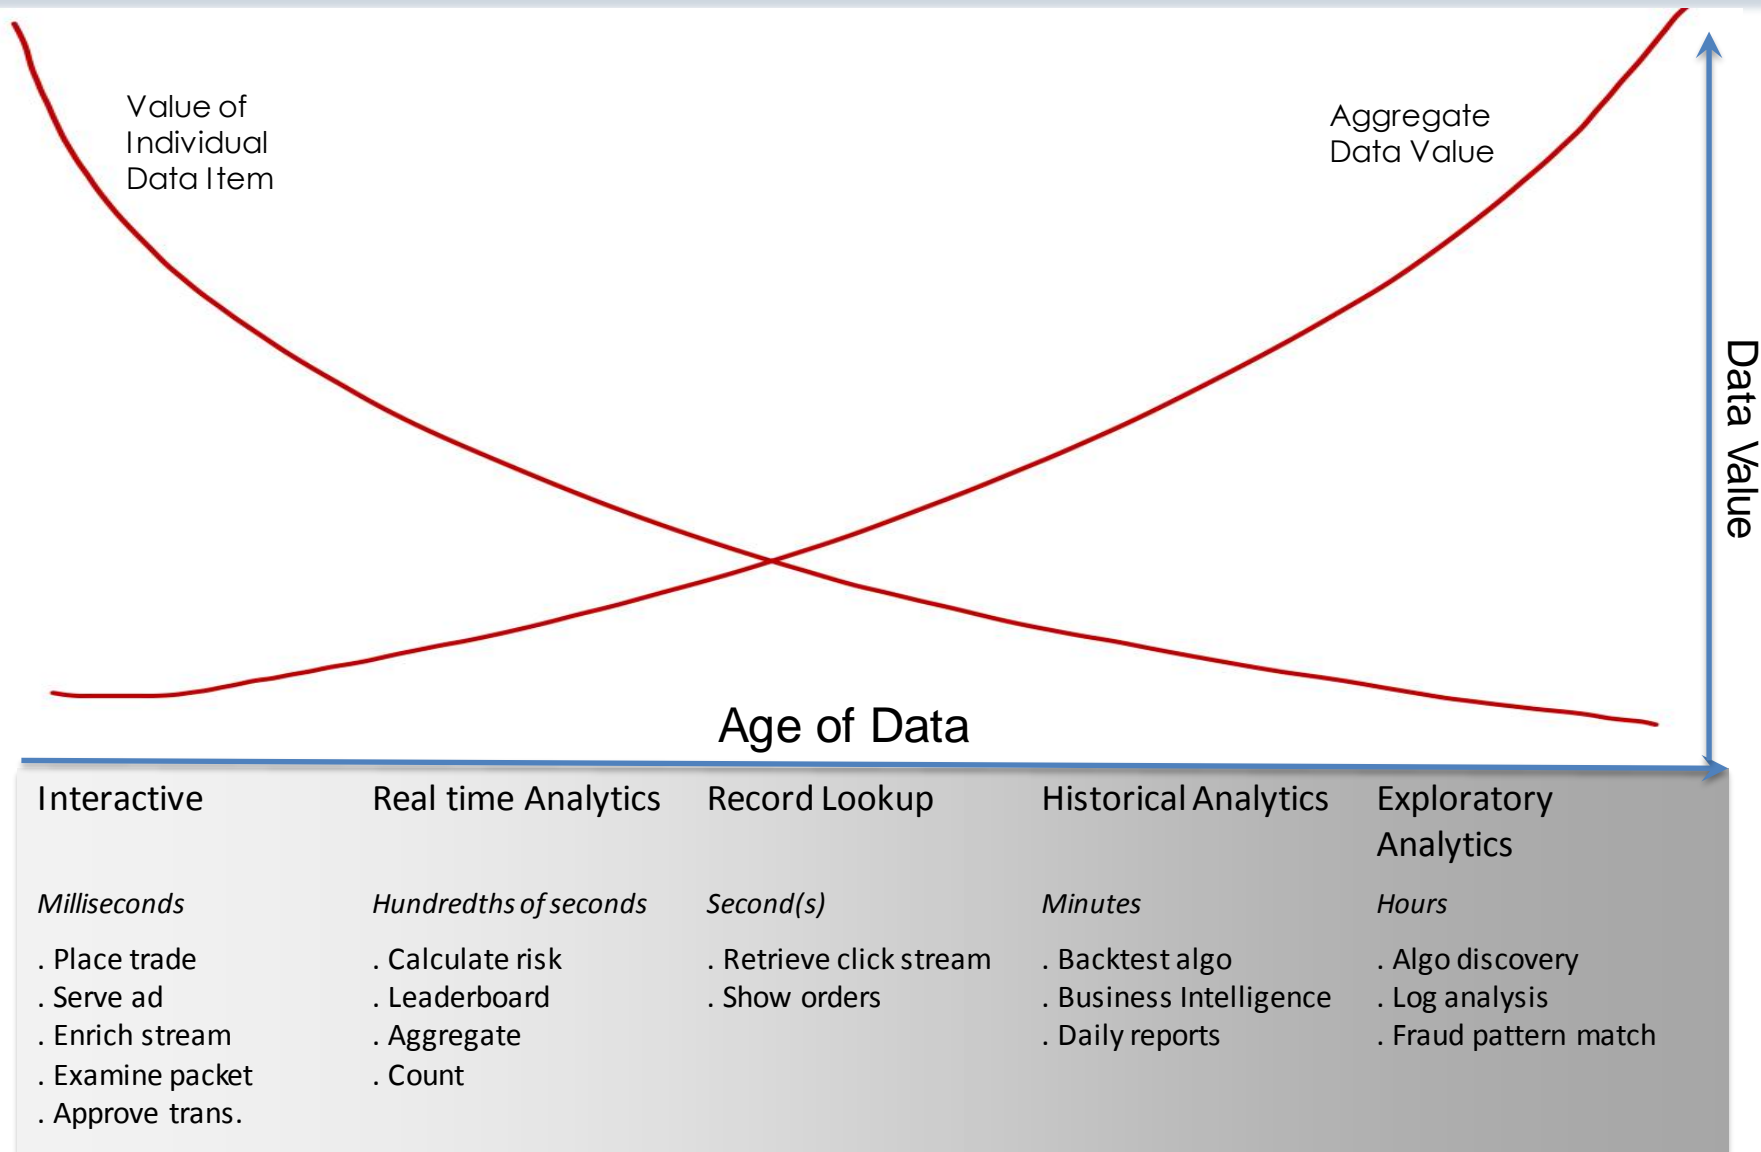 Value of
Individual
Data Item
Aggregate
Data Value
Data Value
Age of Data
Interactive
Milliseconds
. Place trade
. Serve ad
. Enrich stream
. Examine packet
. Approve trans.
Real time Analytics
Hundredths of seconds
. Calculate risk
. Leaderboard
. Aggregate
. Count
Record Lookup
Second(s)
. Retrieve click stream
. Show orders
Historical Analytics
Minutes
. Backtest algo
. Business Intelligence
. Daily reports
Exploratory
Analytics
Hours
. Algo discovery
. Log analysis
. Fraud pattern match